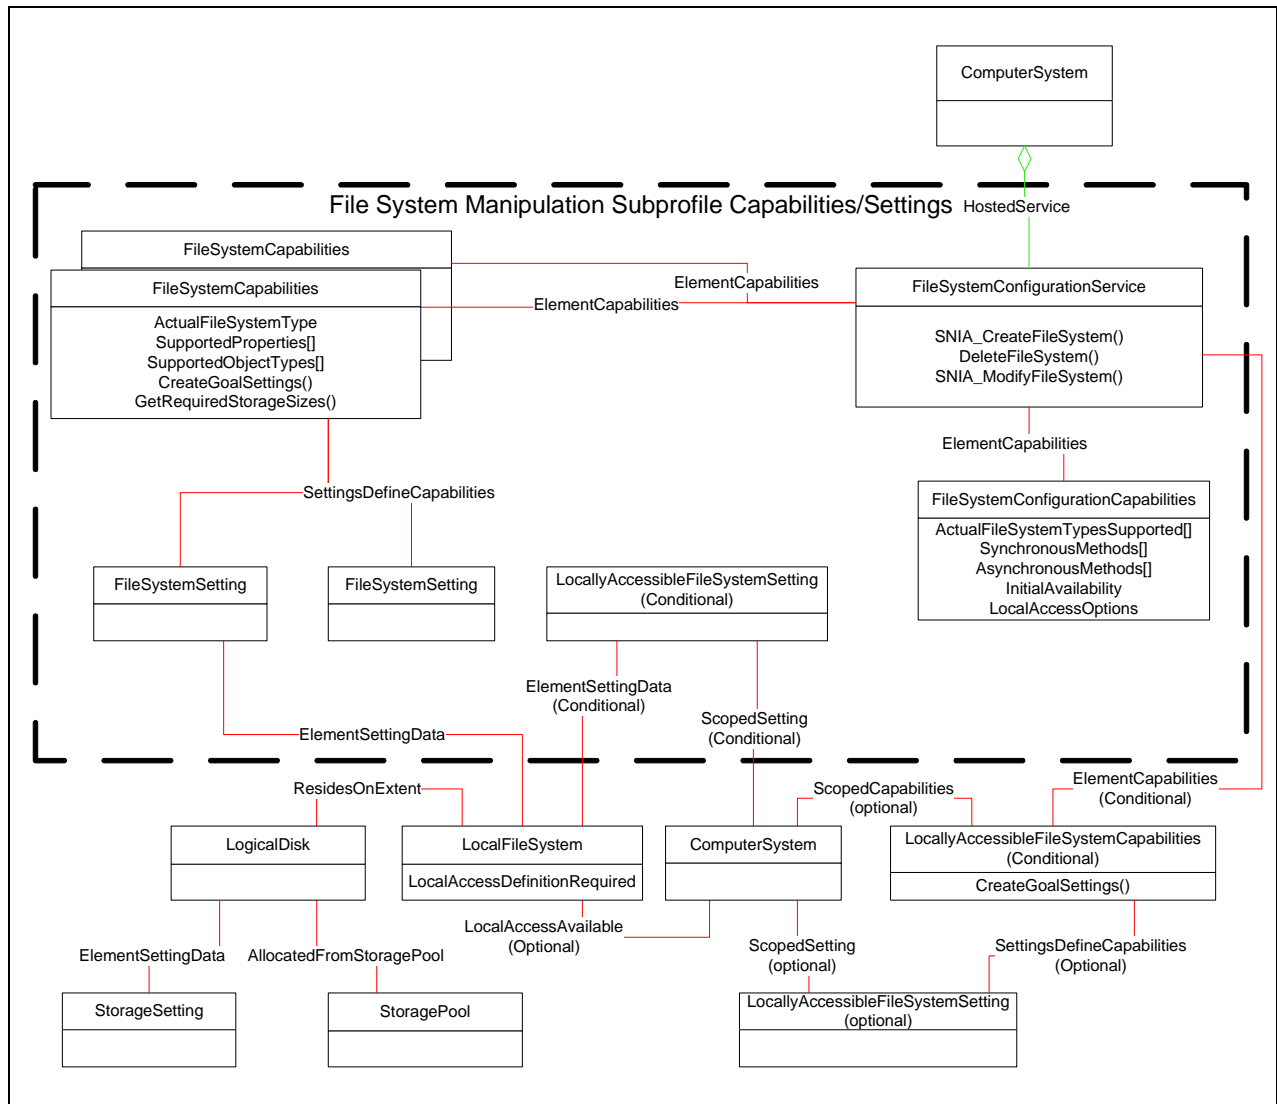 ComputerSystem
File System Manipulation Subprofile Capabilities/Settings
HostedService
FileSystemCapabilities
FileSystemCapabilities
ActualFileSystemType
SupportedProperties[]
SupportedObjectTypes[]
CreateGoalSettings()
GetRequiredStorageSizes()
ElementCapabilities
ElementCapabilities
FileSystemConfigurationService
SNIA_CreateFileSystem()
DeleteFileSystem()
SNIA_ModifyFileSystem()
ElementCapabilities
SettingsDefineCapabilities
FileSystemConfigurationCapabilities
ActualFileSystemTypesSupported[]
SynchronousMethods[]
AsynchronousMethods[]
InitialAvailability
LocalAccessOptions
FileSystemSetting
FileSystemSetting
LocallyAccessibleFileSystemSetting
(Conditional)
ElementSettingData
(Conditional)
ScopedSetting
(Conditional)
ElementSettingData
ResidesOnExtent
ScopedCapabilities
(optional)
ElementCapabilities
(Conditional)
LogicalDisk
LocalFileSystem
LocalAccessDefinitionRequired
ComputerSystem
LocallyAccessibleFileSystemCapabilities
(Conditional)
CreateGoalSettings()
ElementSettingData
AllocatedFromStoragePool
LocalAccessAvailable
(Optional)
ScopedSetting
(optional)
SettingsDefineCapabilities
(Optional)
StorageSetting
StoragePool
LocallyAccessibleFileSystemSetting
(optional)